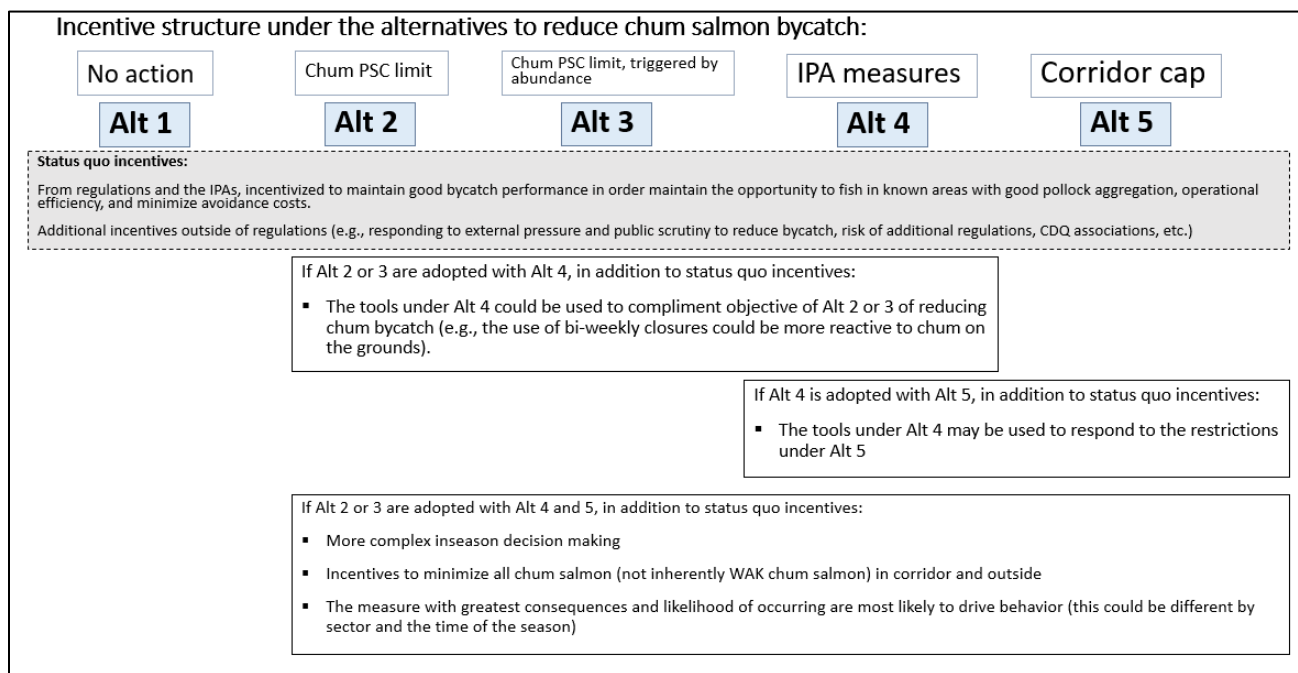 Incentive structure under the alternatives to reduce chum salmon bycatch:
No action
Chum PSC limit
Chum PSC limit, triggered by
abundance
IPA measures
Corridor cap
Alt 1
Alt 2
Alt 3
Alt 4
Alt 5
Status quo incentives:
From regulations and the IPAs, incentivized to maintain good bycatch performance in order maintain the opportunity to fish in known areas with good pollock aggregation, operational
efficiency, and minimize avoidance costs.
Additional incentives outside of regulations (e.g., responding to external pressure and public scrutiny to reduce bycatch, risk of additional regulations, CDQ associations, etc.)
If Alt 2 or 3 are adopted with Alt 4, in addition to status quo incentives:
▪ The tools under Alt 4 could be used to compliment objective of Alt 2 or 3 of reducing
chum bycatch (e.g., the use of bi-weekly closures could be more reactive to chum on
the grounds).
If Alt 4 is adopted with Alt 5, in addition to status quo incentives:
▪ The tools under Alt 4 may be used to respond to the restrictions
under Alt 5
If Alt 2 or 3 are adopted with Alt 4 and 5, in addition to status quo incentives:
▪ More complex inseason decision making
▪ Incentives to minimize all chum salmon (not inherently WAK chum salmon) in corridor and outside
▪ The measure with greatest consequences and likelihood of occurring are most likely to drive behavior (this could be different by
sector and the time of the season)